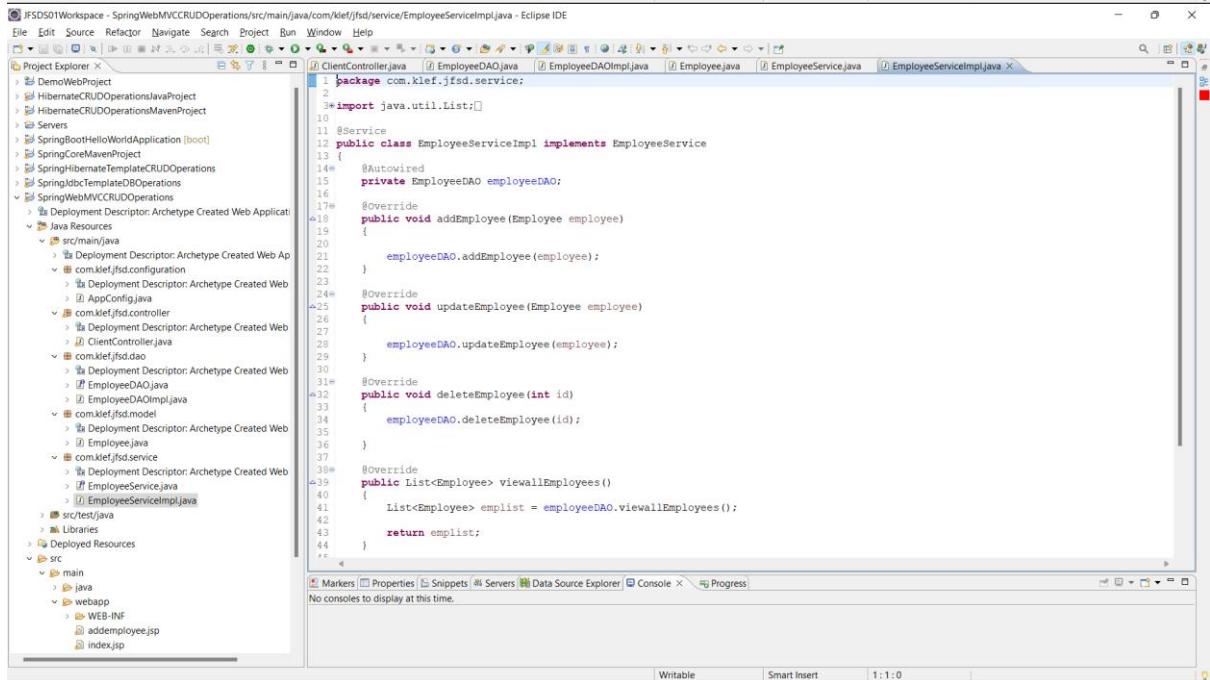 JFSDS01Workspace - SpringWebMVCCRUDOperations/src/main/java/com/klef/jfsd/service/EmployeeServiceImpl.java - Eclipse IDE
File Edit Source Refactor Navigate Search Project Run Window Help
Project Explorer
DemoWebProject
HibernateCRUDOperationsJavaProject
HibernateCRUDOperationsMavenProject
Servers
SpringBootHelloWorldApplication [boot]
SpringCoreMavenProject
SpringHibernateTemplateCRUDOperations
SpringJdbcTemplateDBOperations
SpringWebMVCCRUDOperations
Deployment Descriptor: Archetype Created Web Applicati
Java Resources
src/main/java
Deployment Descriptor: Archetype Created Web Ap
com.klef.jfsd.configuration
Deployment Descriptor: Archetype Created Web
AppConfig.java
com.klef.jfsd.controller
Deployment Descriptor: Archetype Created Web
ClientController.java
com.klef.jfsd.dao
Deployment Descriptor: Archetype Created Web
EmployeeDAO.java
EmployeeDAOImpl.java
com.klef.jfsd.model
Deployment Descriptor: Archetype Created Web
Employee.java
com.klef.jfsd.service
Deployment Descriptor: Archetype Created Web
EmployeeService.java
EmployeeServiceImpl.java
src/test/java
Libraries
Deployed Resources
src
main
java
webapp
WEB-INF
addemployee.jsp
index.jsp
ClientController.java EmployeeDAO.java EmployeeDAOImpl.java Employee.java EmployeeService.java EmployeeServiceImpl.java
1 package com.klef.jfsd.service;
2
3 import java.util.List;
10
11 @Service
12 public class EmployeeServiceImpl implements EmployeeService
13 {
14 @Autowired
15 private EmployeeDAO employeeDAO;
16
17 @Override
18 public void addEmployee(Employee employee)
19 {
20
21 employeeDAO.addEmployee(employee);
22 }
23
24 @Override
25 public void updateEmployee(Employee employee)
26 {
27
28 employeeDAO.updateEmployee(employee);
29 }
30
31 @Override
32 public void deleteEmployee(int id)
33 {
34 employeeDAO.deleteEmployee(id);
35
36 }
37
38 @Override
39 public List<Employee> viewallEmployees()
40 {
41 List<Employee> emplist = employeeDAO.viewallEmployees();
42
43 return emplist;
44 }
Markers Properties Snippets Servers Data Source Explorer Console Progress
No consoles to display at this time.
Writable Smart Insert 1 : 1 : 0